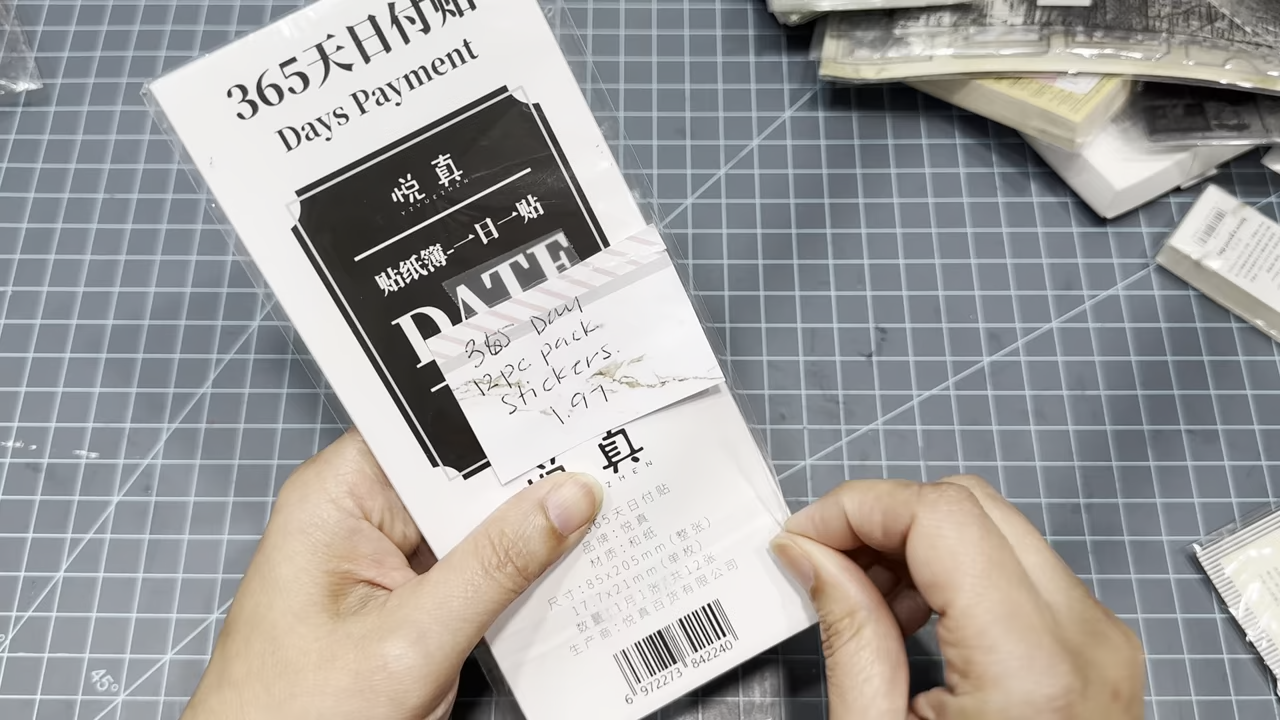 365天日付贴
Days Payment
悦真
YIYUEZHEN
贴纸簿-一日一贴
DATE
365 Day
12pc pack
stickers.
1.97
悦真
ZHEN
365天日付贴
品牌:悦真
材质:和纸
尺寸:85x205mm(整张)
17.7x21mm(单枚)
数量:1月1张/共12张
生产商:悦真百货有限公司
6 972273 842240
45°